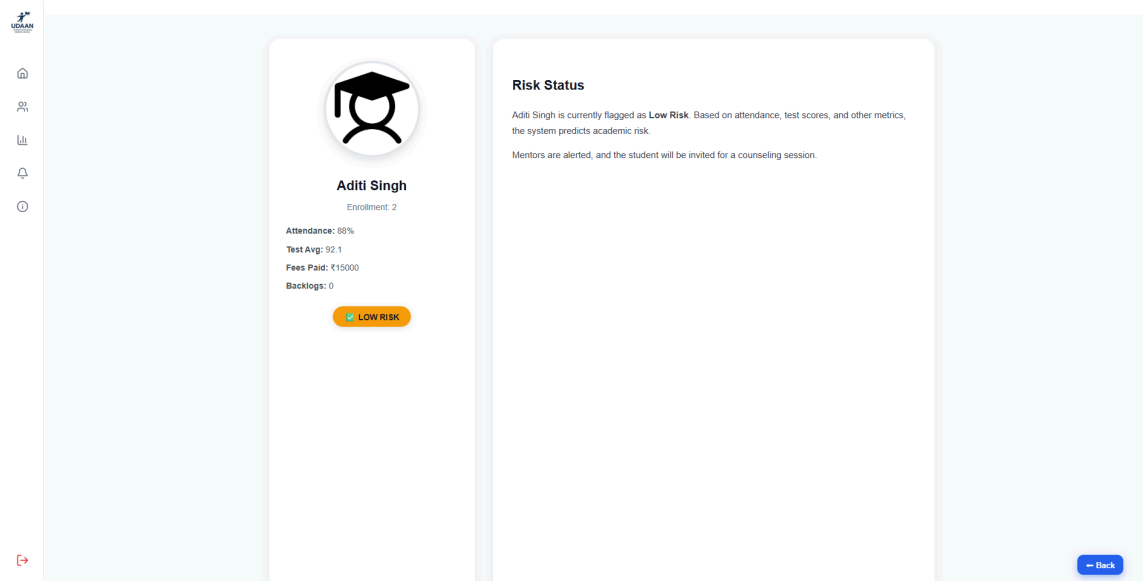 UDAAN
Aditi Singh
Enrollment: 2
Attendance: 88%
Test Avg: 92.1
Fees Paid: ₹15000
Backlogs: 0
✅ LOW RISK
Risk Status
Aditi Singh is currently flagged as Low Risk. Based on attendance, test scores, and other metrics,
the system predicts academic risk.
Mentors are alerted, and the student will be invited for a counseling session.
← Back